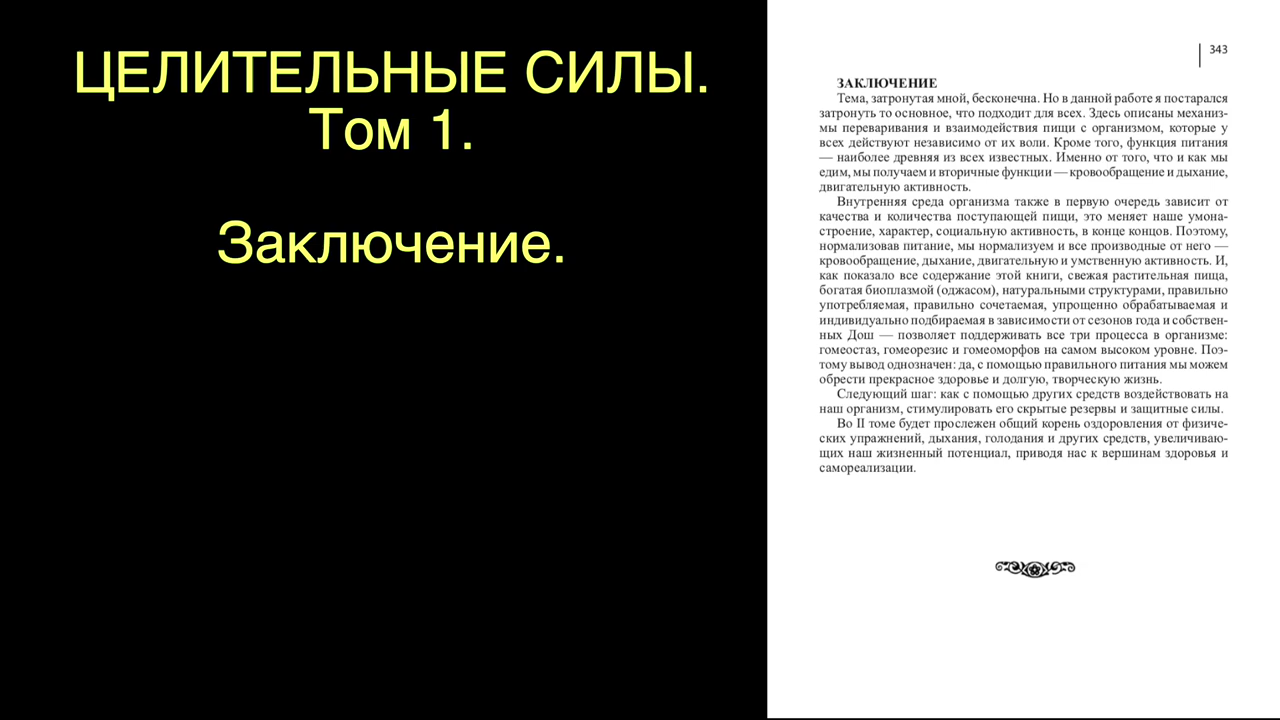 ЦЕЛИТЕЛЬНЫЕ СИЛЫ.
Том 1.
Заключение.
343
ЗАКЛЮЧЕНИЕ
Тема, затронутая мной, бесконечна. Но в данной работе я постарался
затронуть то основное, что подходит для всех. Здесь описаны механиз-
мы переваривания и взаимодействия пищи с организмом, которые у
всех действуют независимо от их воли. Кроме того, функция питания
— наиболее древняя из всех известных. Именно от того, что и как мы
едим, мы получаем и вторичные функции — кровообращение и дыхание,
двигательную активность.
Внутренняя среда организма также в первую очередь зависит от
качества и количества поступающей пищи, это меняет наше умона-
строение, характер, социальную активность, в конце концов. Поэтому,
нормализовав питание, мы нормализуем и все производные от него —
кровообращение, дыхание, двигательную и умственную активность. И,
как показало все содержание этой книги, свежая растительная пища,
богатая биоплазмой (оджасом), натуральными структурами, правильно
употребляемая, правильно сочетаемая, упрощенно обрабатываемая и
индивидуально подбираемая в зависимости от сезонов года и собствен-
ных Дош — позволяет поддерживать все три процесса в организме:
гомеостаз, гомеорезис и гомеоморфов на самом высоком уровне. Поэ-
тому вывод однозначен: да, с помощью правильного питания мы можем
обрести прекрасное здоровье и долгую, творческую жизнь.
Следующий шаг: как с помощью других средств воздействовать на
наш организм, стимулировать его скрытые резервы и защитные силы.
Во II томе будет прослежен общий корень оздоровления от физиче-
ских упражнений, дыхания, голодания и других средств, увеличиваю-
щих наш жизненный потенциал, приводя нас к вершинам здоровья и
самореализации.